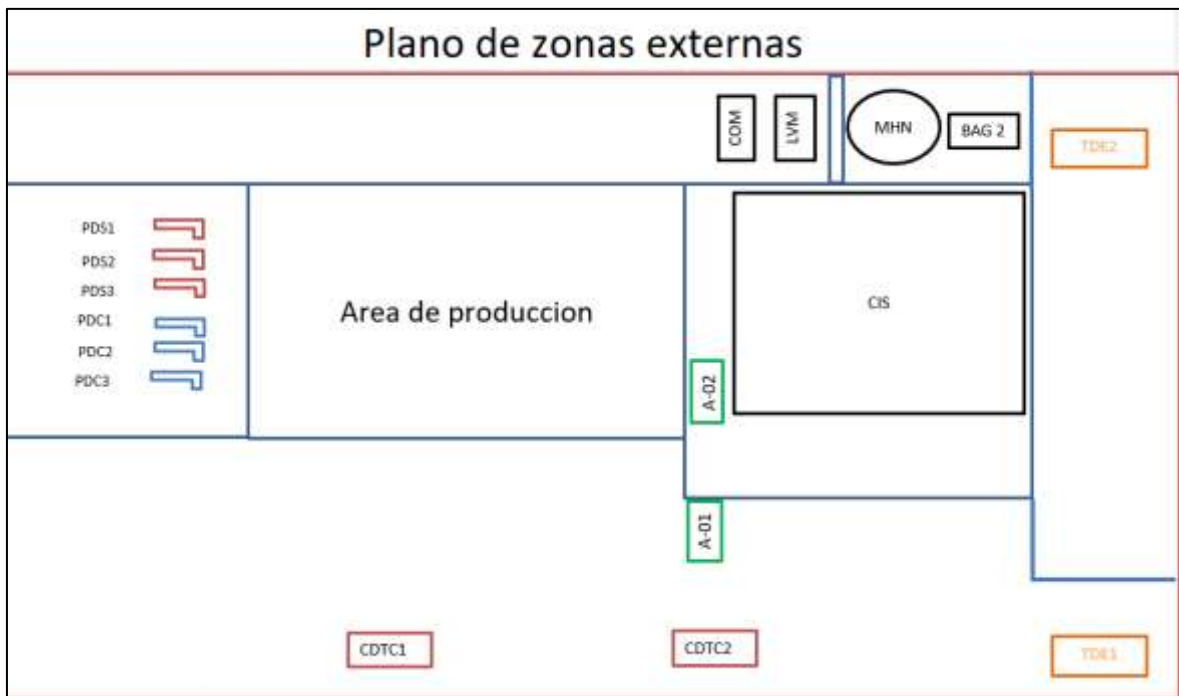 Plano de zonas externas
COM
LVM
MHN
BAG 2
TDE2
PDS1
PDS2
PDS3
PDC1
PDC2
PDC3
Area de produccion
CIS
A-02
A-01
CDTC1
CDTC2
TDE1